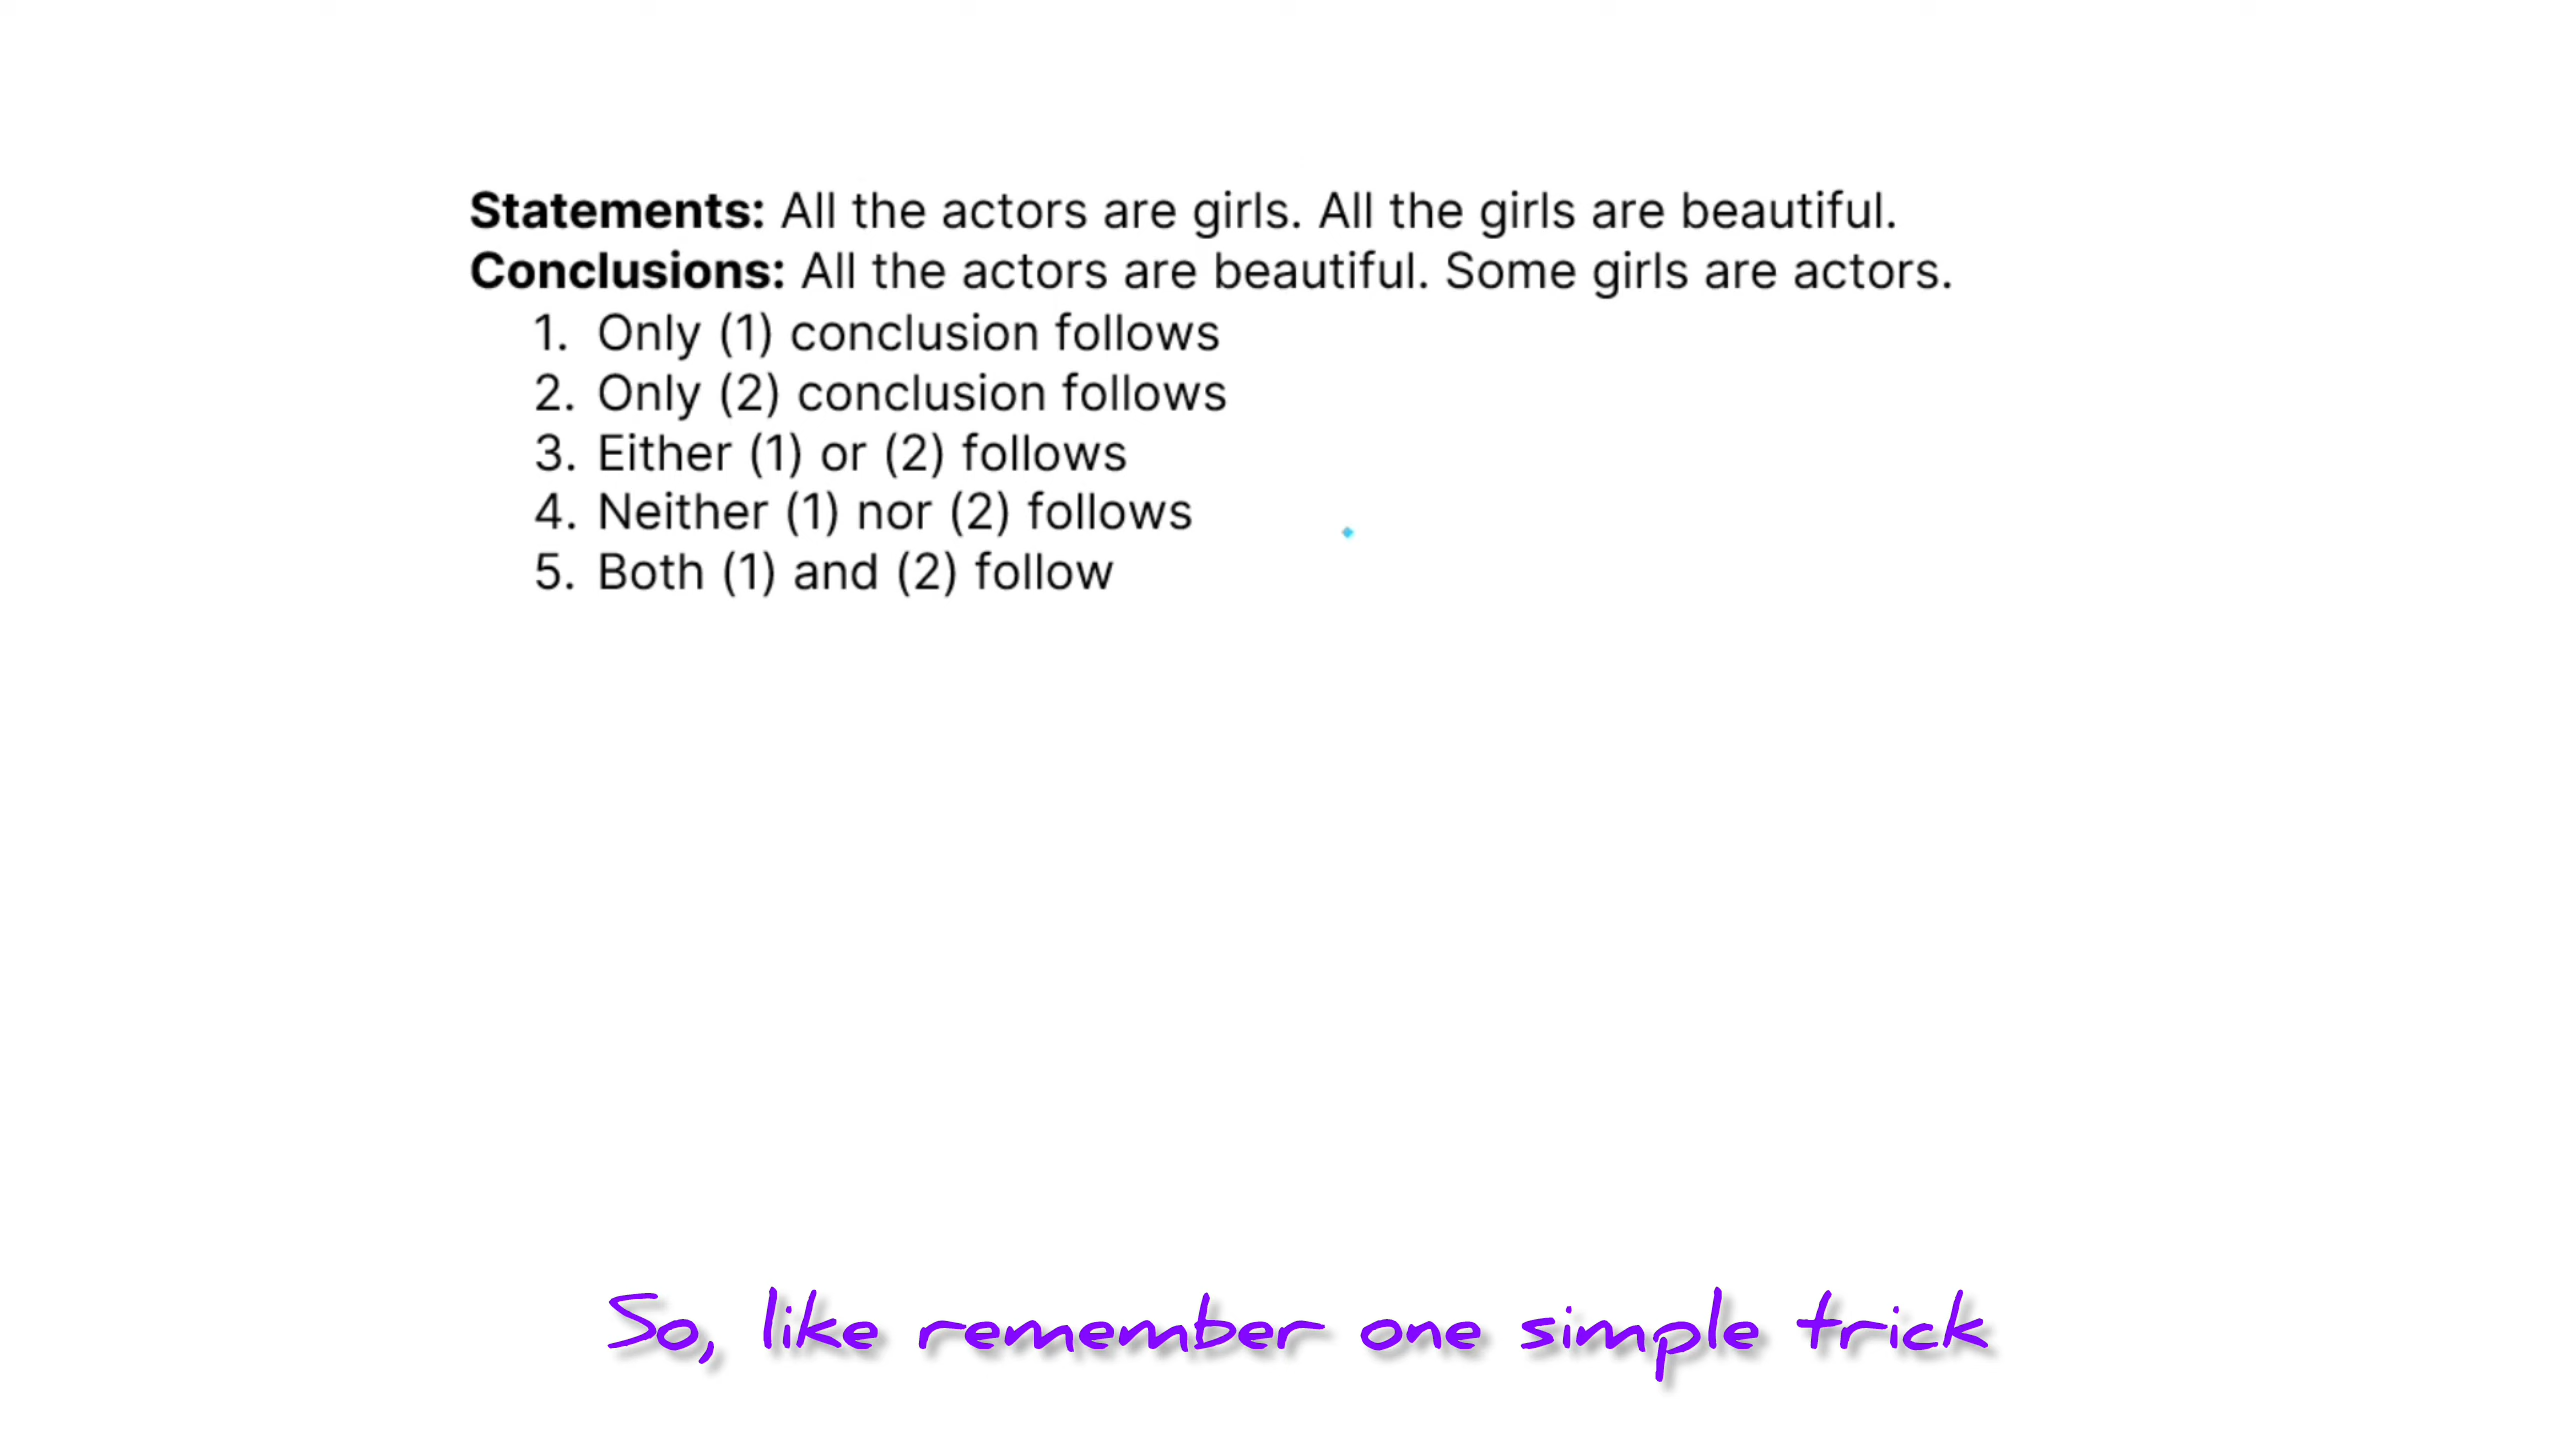 Statements: All the actors are girls. All the girls are beautiful.
Conclusions: All the actors are beautiful. Some girls are actors.
1. Only (1) conclusion follows
2. Only (2) conclusion follows
3. Either (1) or (2) follows
4. Neither (1) nor (2) follows
5. Both (1) and (2) follow
So, like remember one simple trick